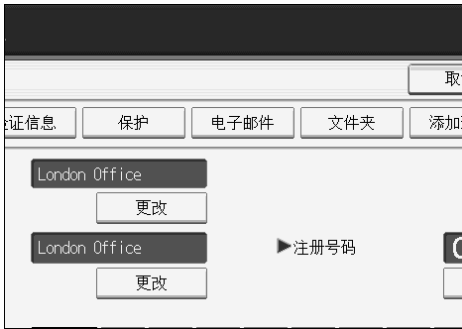 取
证信息 保护 电子邮件 文件夹 添加
London Office
更改
London Office ▶注册号码
更改